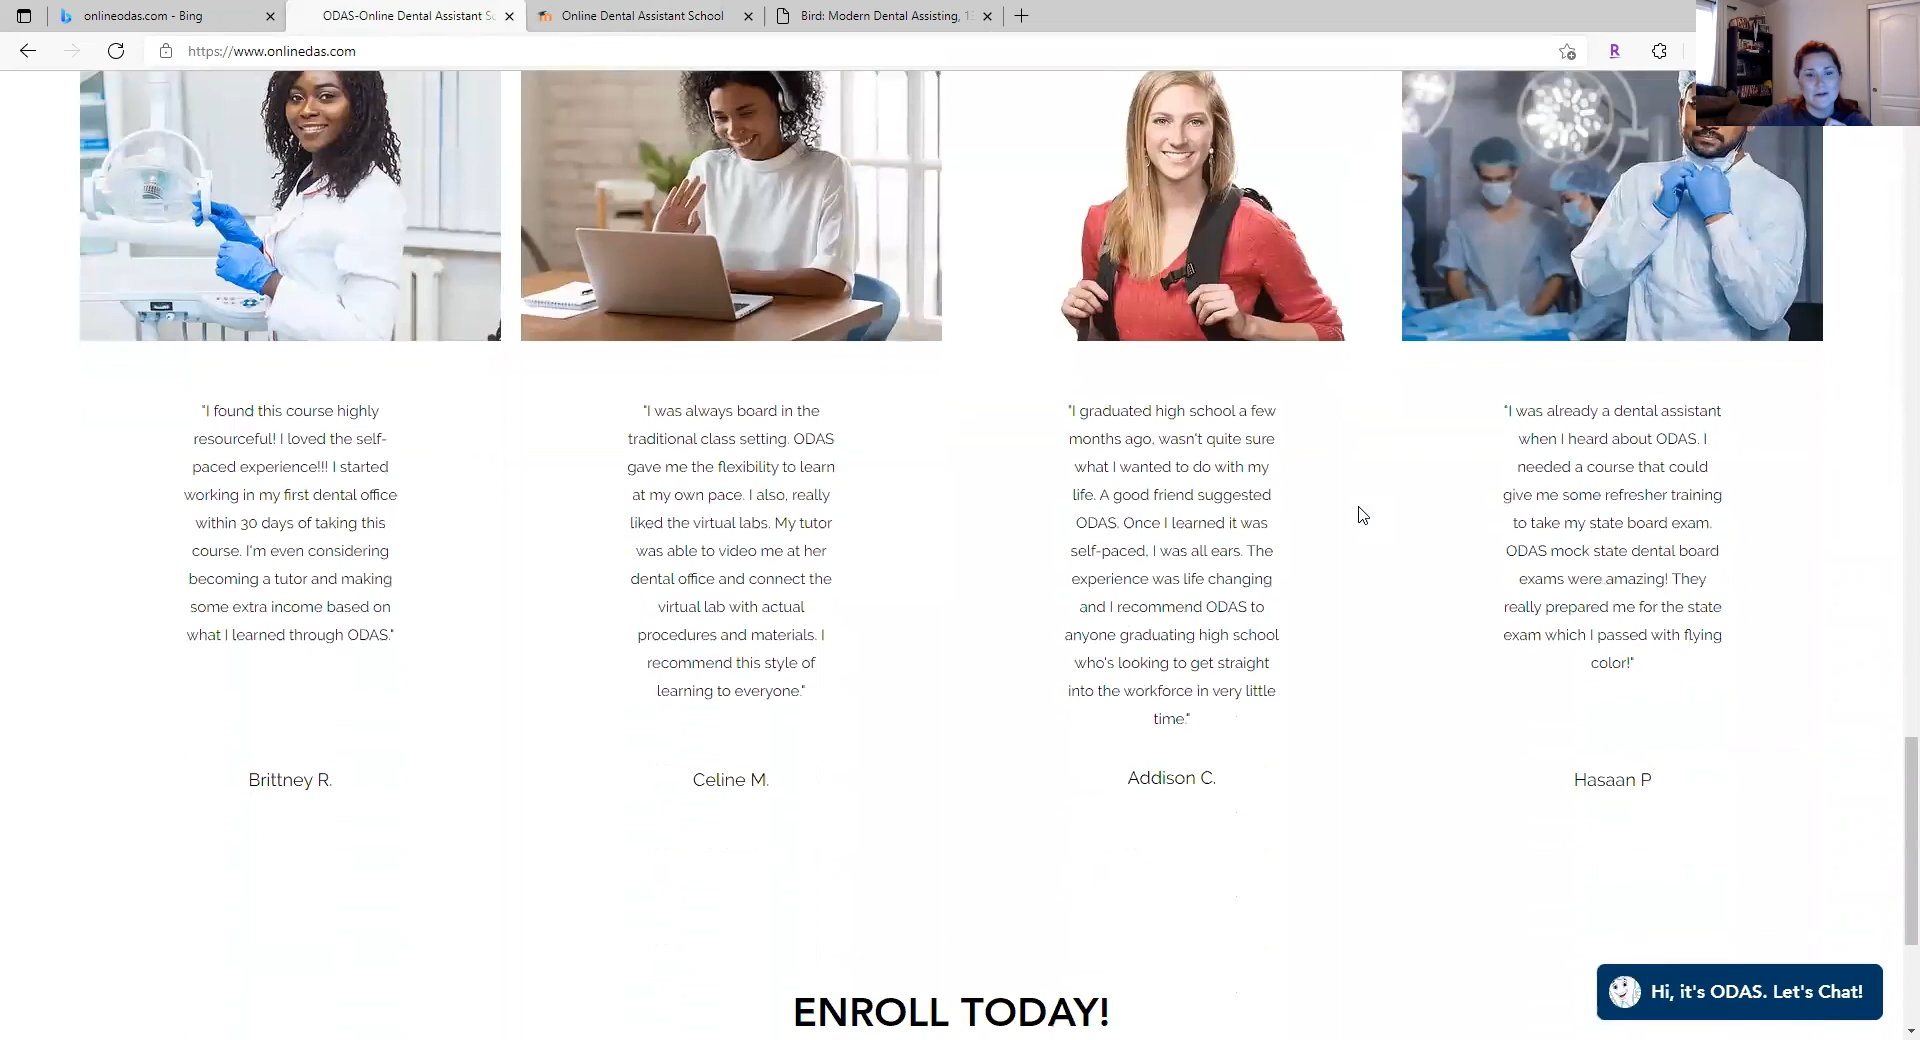 onlineodas.com - Bing
ODAS-Online Dental Assistant Sc
Online Dental Assistant School
Bird: Modern Dental Assisting, 13
https://www.onlinedas.com
R
"I found this course highly
resourceful! I loved the self-
paced experience!!! I started
working in my first dental office
within 30 days of taking this
course. I'm even considering
becoming a tutor and making
some extra income based on
what I learned through ODAS."
Brittney R.
"I was always board in the
traditional class setting. ODAS
gave me the flexibility to learn
at my own pace. I also, really
liked the virtual labs. My tutor
was able to video me at her
dental office and connect the
virtual lab with actual
procedures and materials. I
recommend this style of
learning to everyone."
Celine M.
"I graduated high school a few
months ago, wasn't quite sure
what I wanted to do with my
life. A good friend suggested
ODAS. Once I learned it was
self-paced, I was all ears. The
experience was life changing
and I recommend ODAS to
anyone graduating high school
who's looking to get straight
into the workforce in very little
time."
Addison C.
"I was already a dental assistant
when I heard about ODAS. I
needed a course that could
give me some refresher training
to take my state board exam.
ODAS mock state dental board
exams were amazing! They
really prepared me for the state
exam which I passed with flying
color!"
Hasaan P
ENROLL TODAY!
Hi, it's ODAS. Let's Chat!